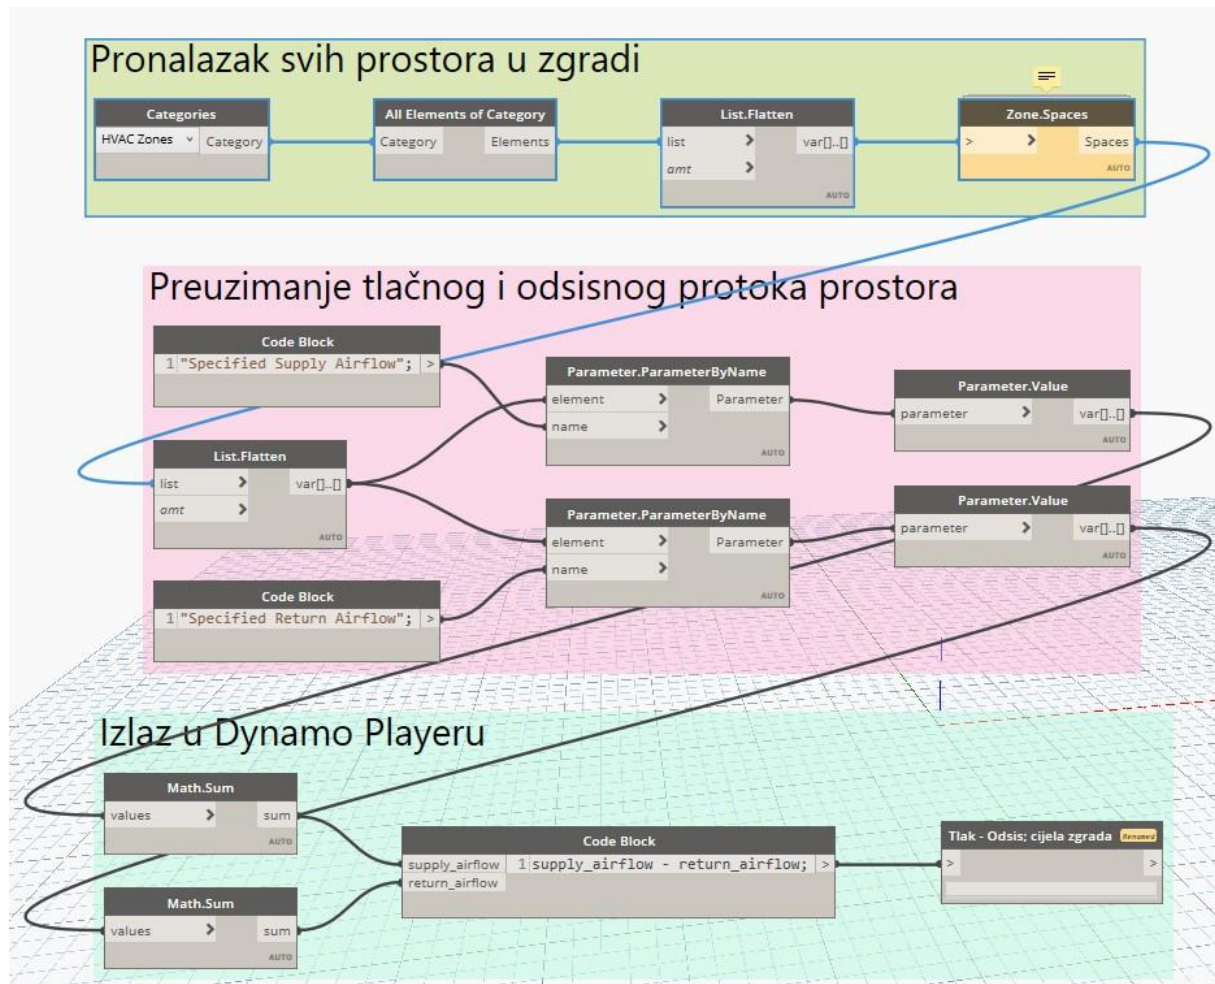 Pronalazak svih prostora u zgradi
Categories
HVAC Zones Category
All Elements of Category
Category Elements
List.Flatten
list > var[]..[]
amt >
AUTO
Zone.Spaces
> > Spaces
AUTO
Preuzimanje tlačnog i odsisnog protoka prostora
Code Block
1 "Specified Supply Airflow"; >
List.Flatten
list > var[]..[]
amt >
AUTO
Code Block
1 "Specified Return Airflow"; >
Parameter.ParameterByName
element > Parameter
name >
AUTO
Parameter.ParameterByName
element > Parameter
name >
AUTO
Parameter.Value
parameter > var[]..[]
AUTO
Parameter.Value
parameter > var[]..[]
AUTO
Izlaz u Dynamo Playeru
Math.Sum
values > sum
AUTO
Math.Sum
values > sum
AUTO
Code Block
supply_airflow 1 supply_airflow - return_airflow; >
return_airflow
Tlak - Odsis; cijela zgrada Renamed
> >